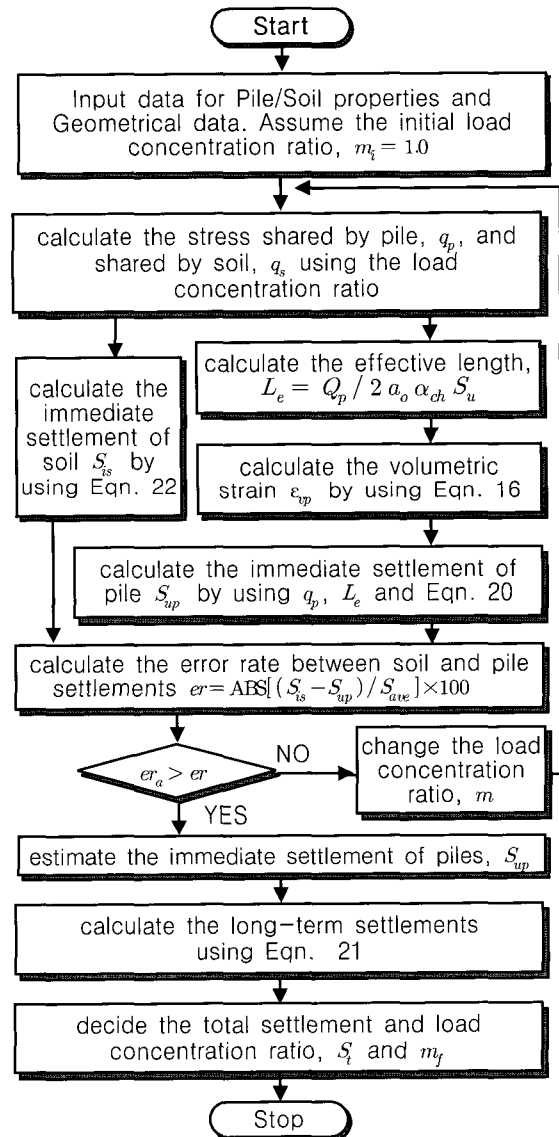 Start
Input data for Pile/Soil properties and
Geometrical data. Assume the initial load
concentration ratio, m_i = 1.0
calculate the stress shared by pile, q_p, and
shared by soil, q_s using the load
concentration ratio
calculate the
immediate
settlement of
soil S_is by
using Eqn. 22
calculate the effective length,
L_e = Q_p / 2 a_o α_ch S_u
calculate the volumetric
strain ε_vp by using Eqn. 16
calculate the immediate settlement of
pile S_up by using q_p, L_e and Eqn. 20
calculate the error rate between soil and pile
settlements er = ABS[(S_is − S_up) / S_ave] × 100
er_a > er
NO
change the load
concentration
ratio, m
YES
estimate the immediate settlement of piles, S_up
calculate the long-term settlements
using Eqn. 21
decide the total settlement and load
concentration ratio, S_t and m_f
Stop